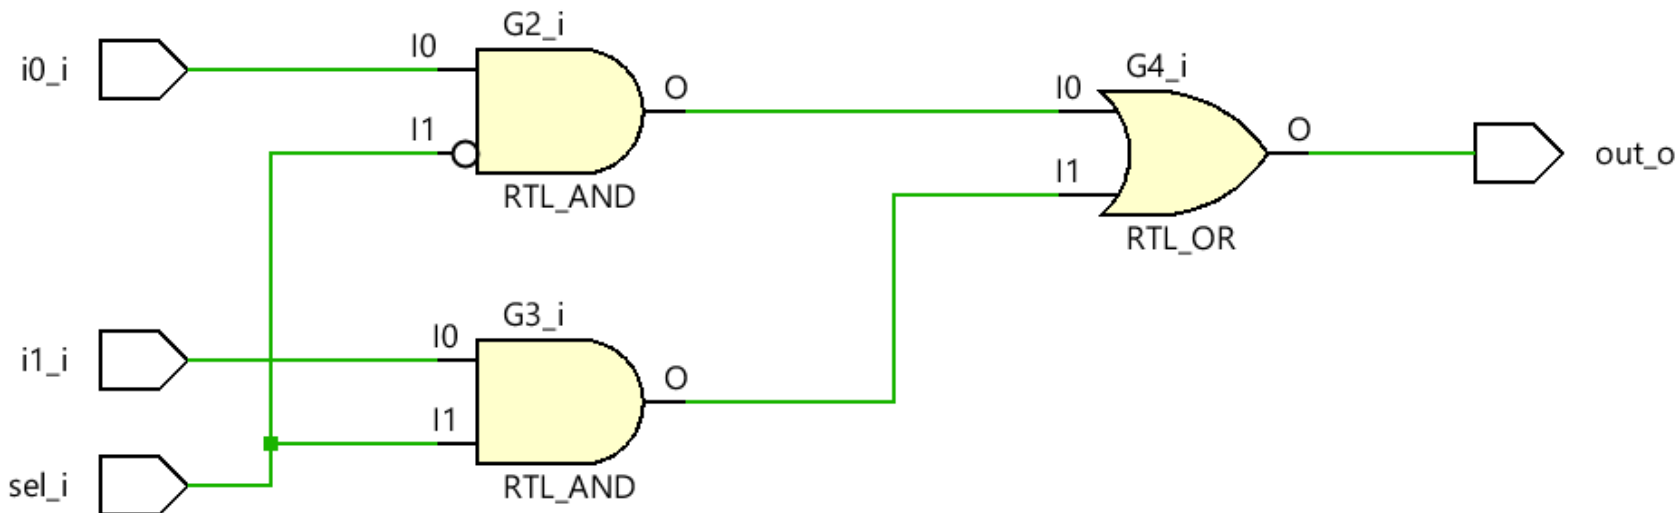 G2_i
i0_i
I0
O
I1
RTL_AND
G4_i
I0
O
I1
RTL_OR
out_o
G3_i
i1_i
I0
O
I1
RTL_AND
sel_i